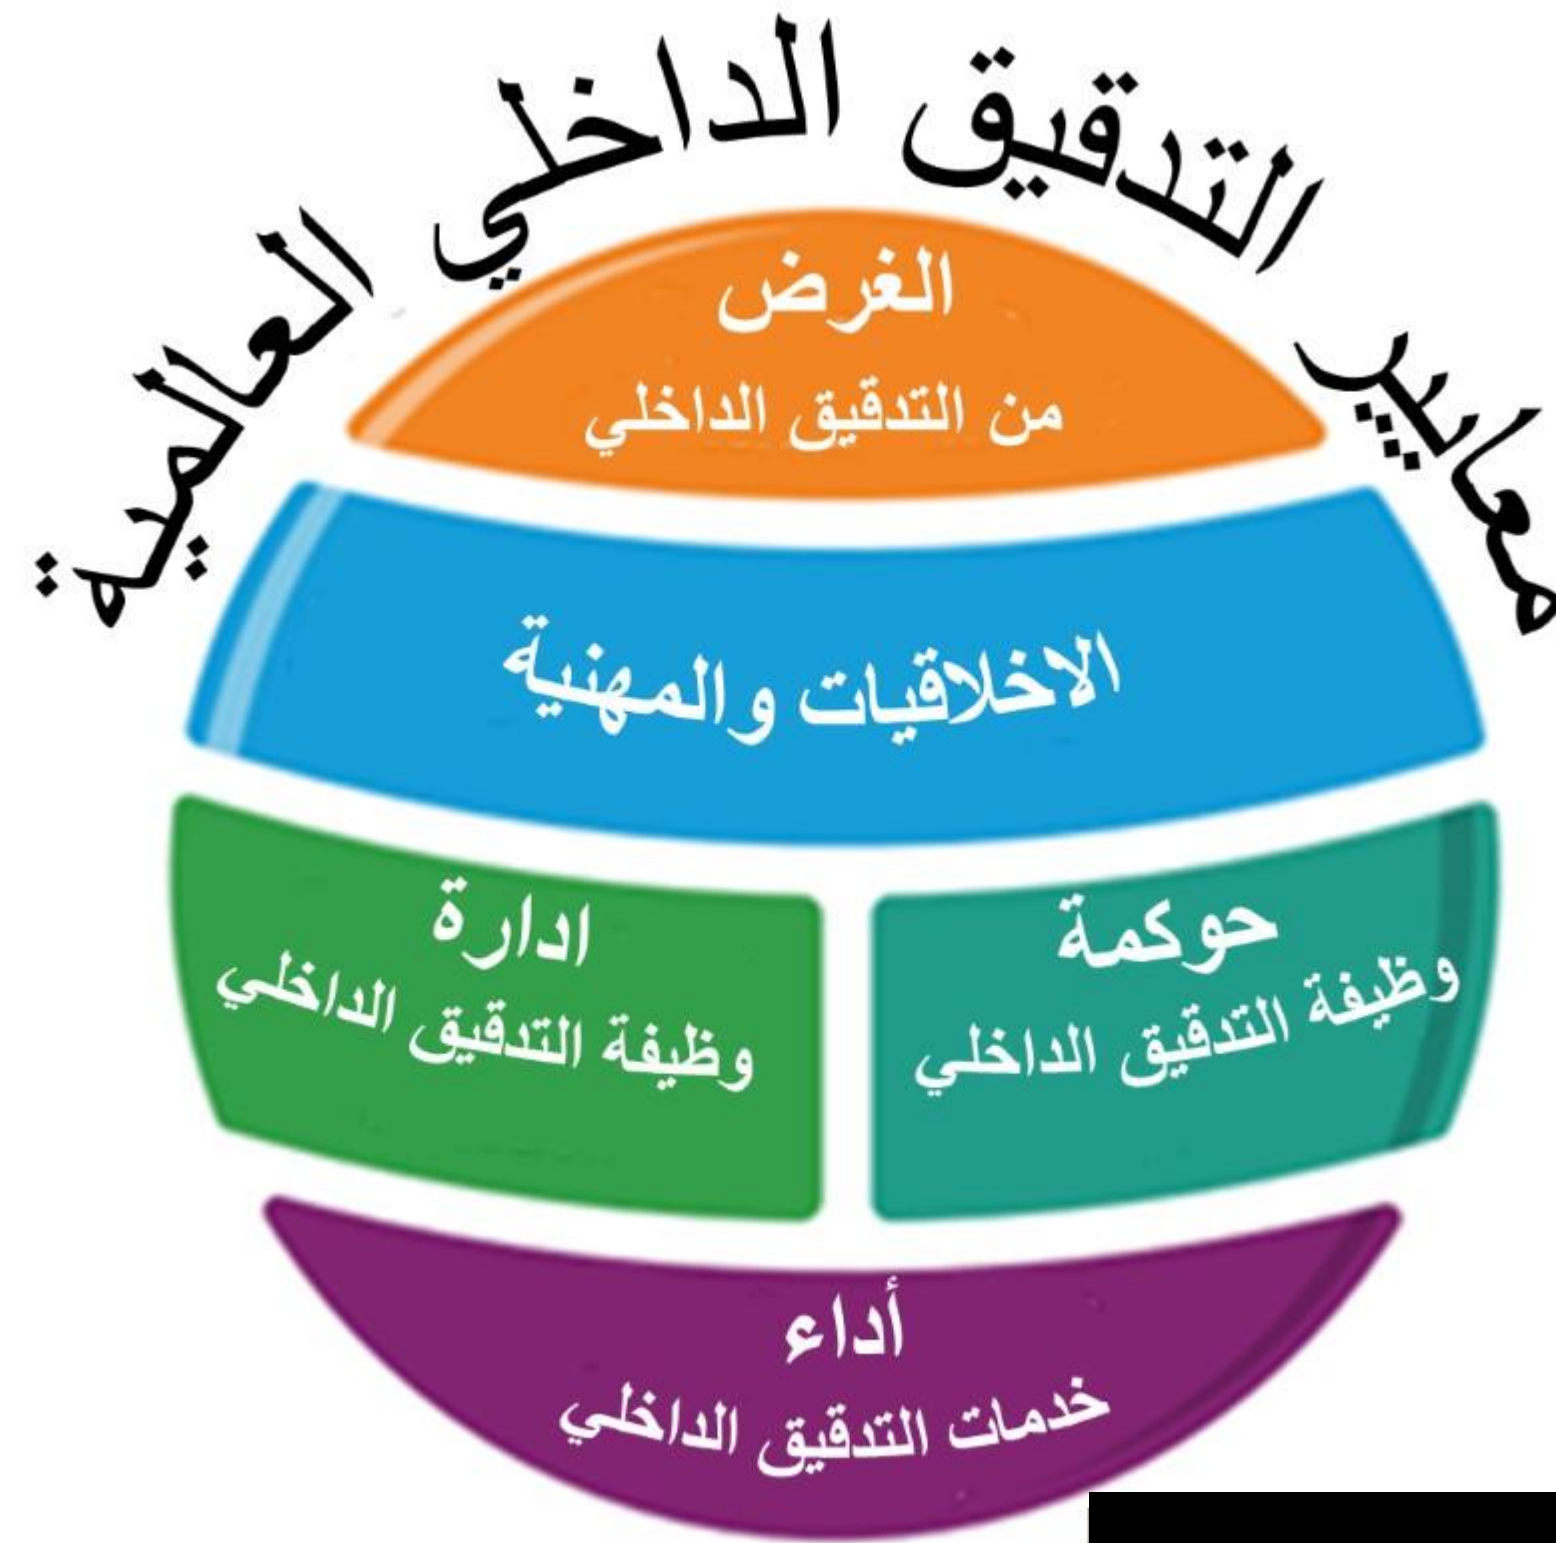 معايير التدقيق الداخلي العالمية
الغرض
من التدقيق الداخلي
الاخلاقيات والمهنية
حوكمة
وظيفة التدقيق الداخلي
ادارة
وظيفة التدقيق الداخلي
أداء
خدمات التدقيق الداخلي